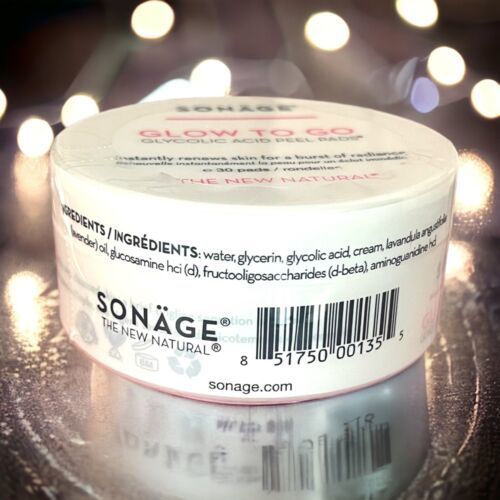 SONÄGE®
GLOW TO GO
GLYCOLIC ACID PEEL PADS®
Instantly renews skin for a burst of radiance
e 30 pads / rondelles
THE NEW NATURAL®
INGREDIENTS / INGRÉDIENTS: water, glycerin, glycolic acid, cream, lavandula angustifolia
(lavender) oil, glucosamine hcl (d), fructooligosaccharides (d-beta), aminoguanidine hcl
SONÄGE®
THE NEW NATURAL®
8 51750 00135 5
sonage.com